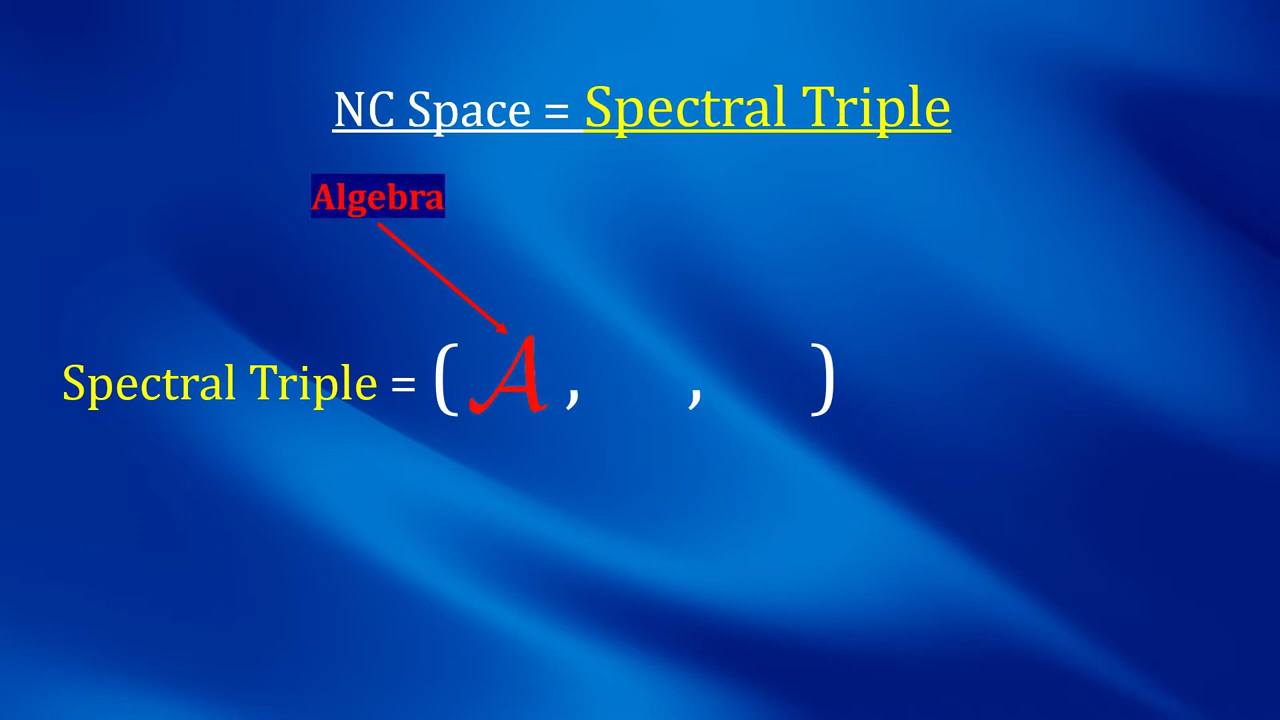 NC Space = Spectral Triple
Algebra
Spectral Triple = ( 𝒜 , , )